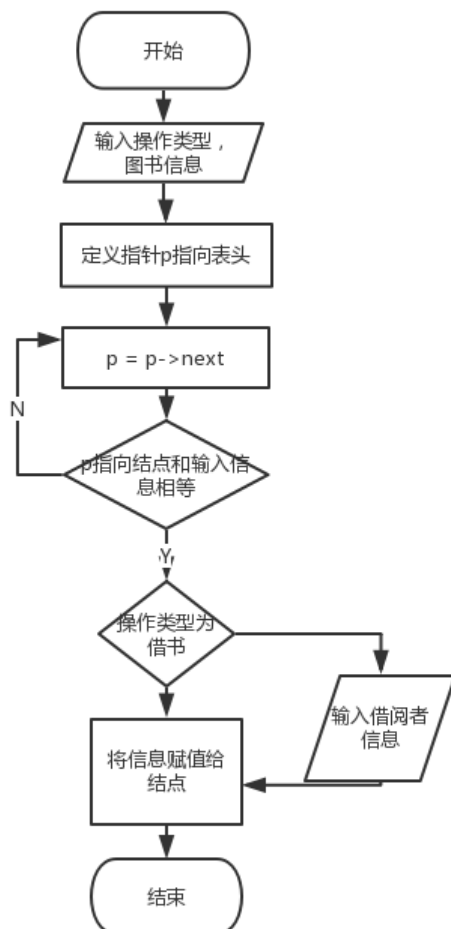 开始
输入操作类型，
图书信息
定义指针p指向表头
p = p->next
N
p指向结点和输入信
息相等
Y
操作类型为
借书
输入借阅者
信息
将信息赋值给
结点
结束